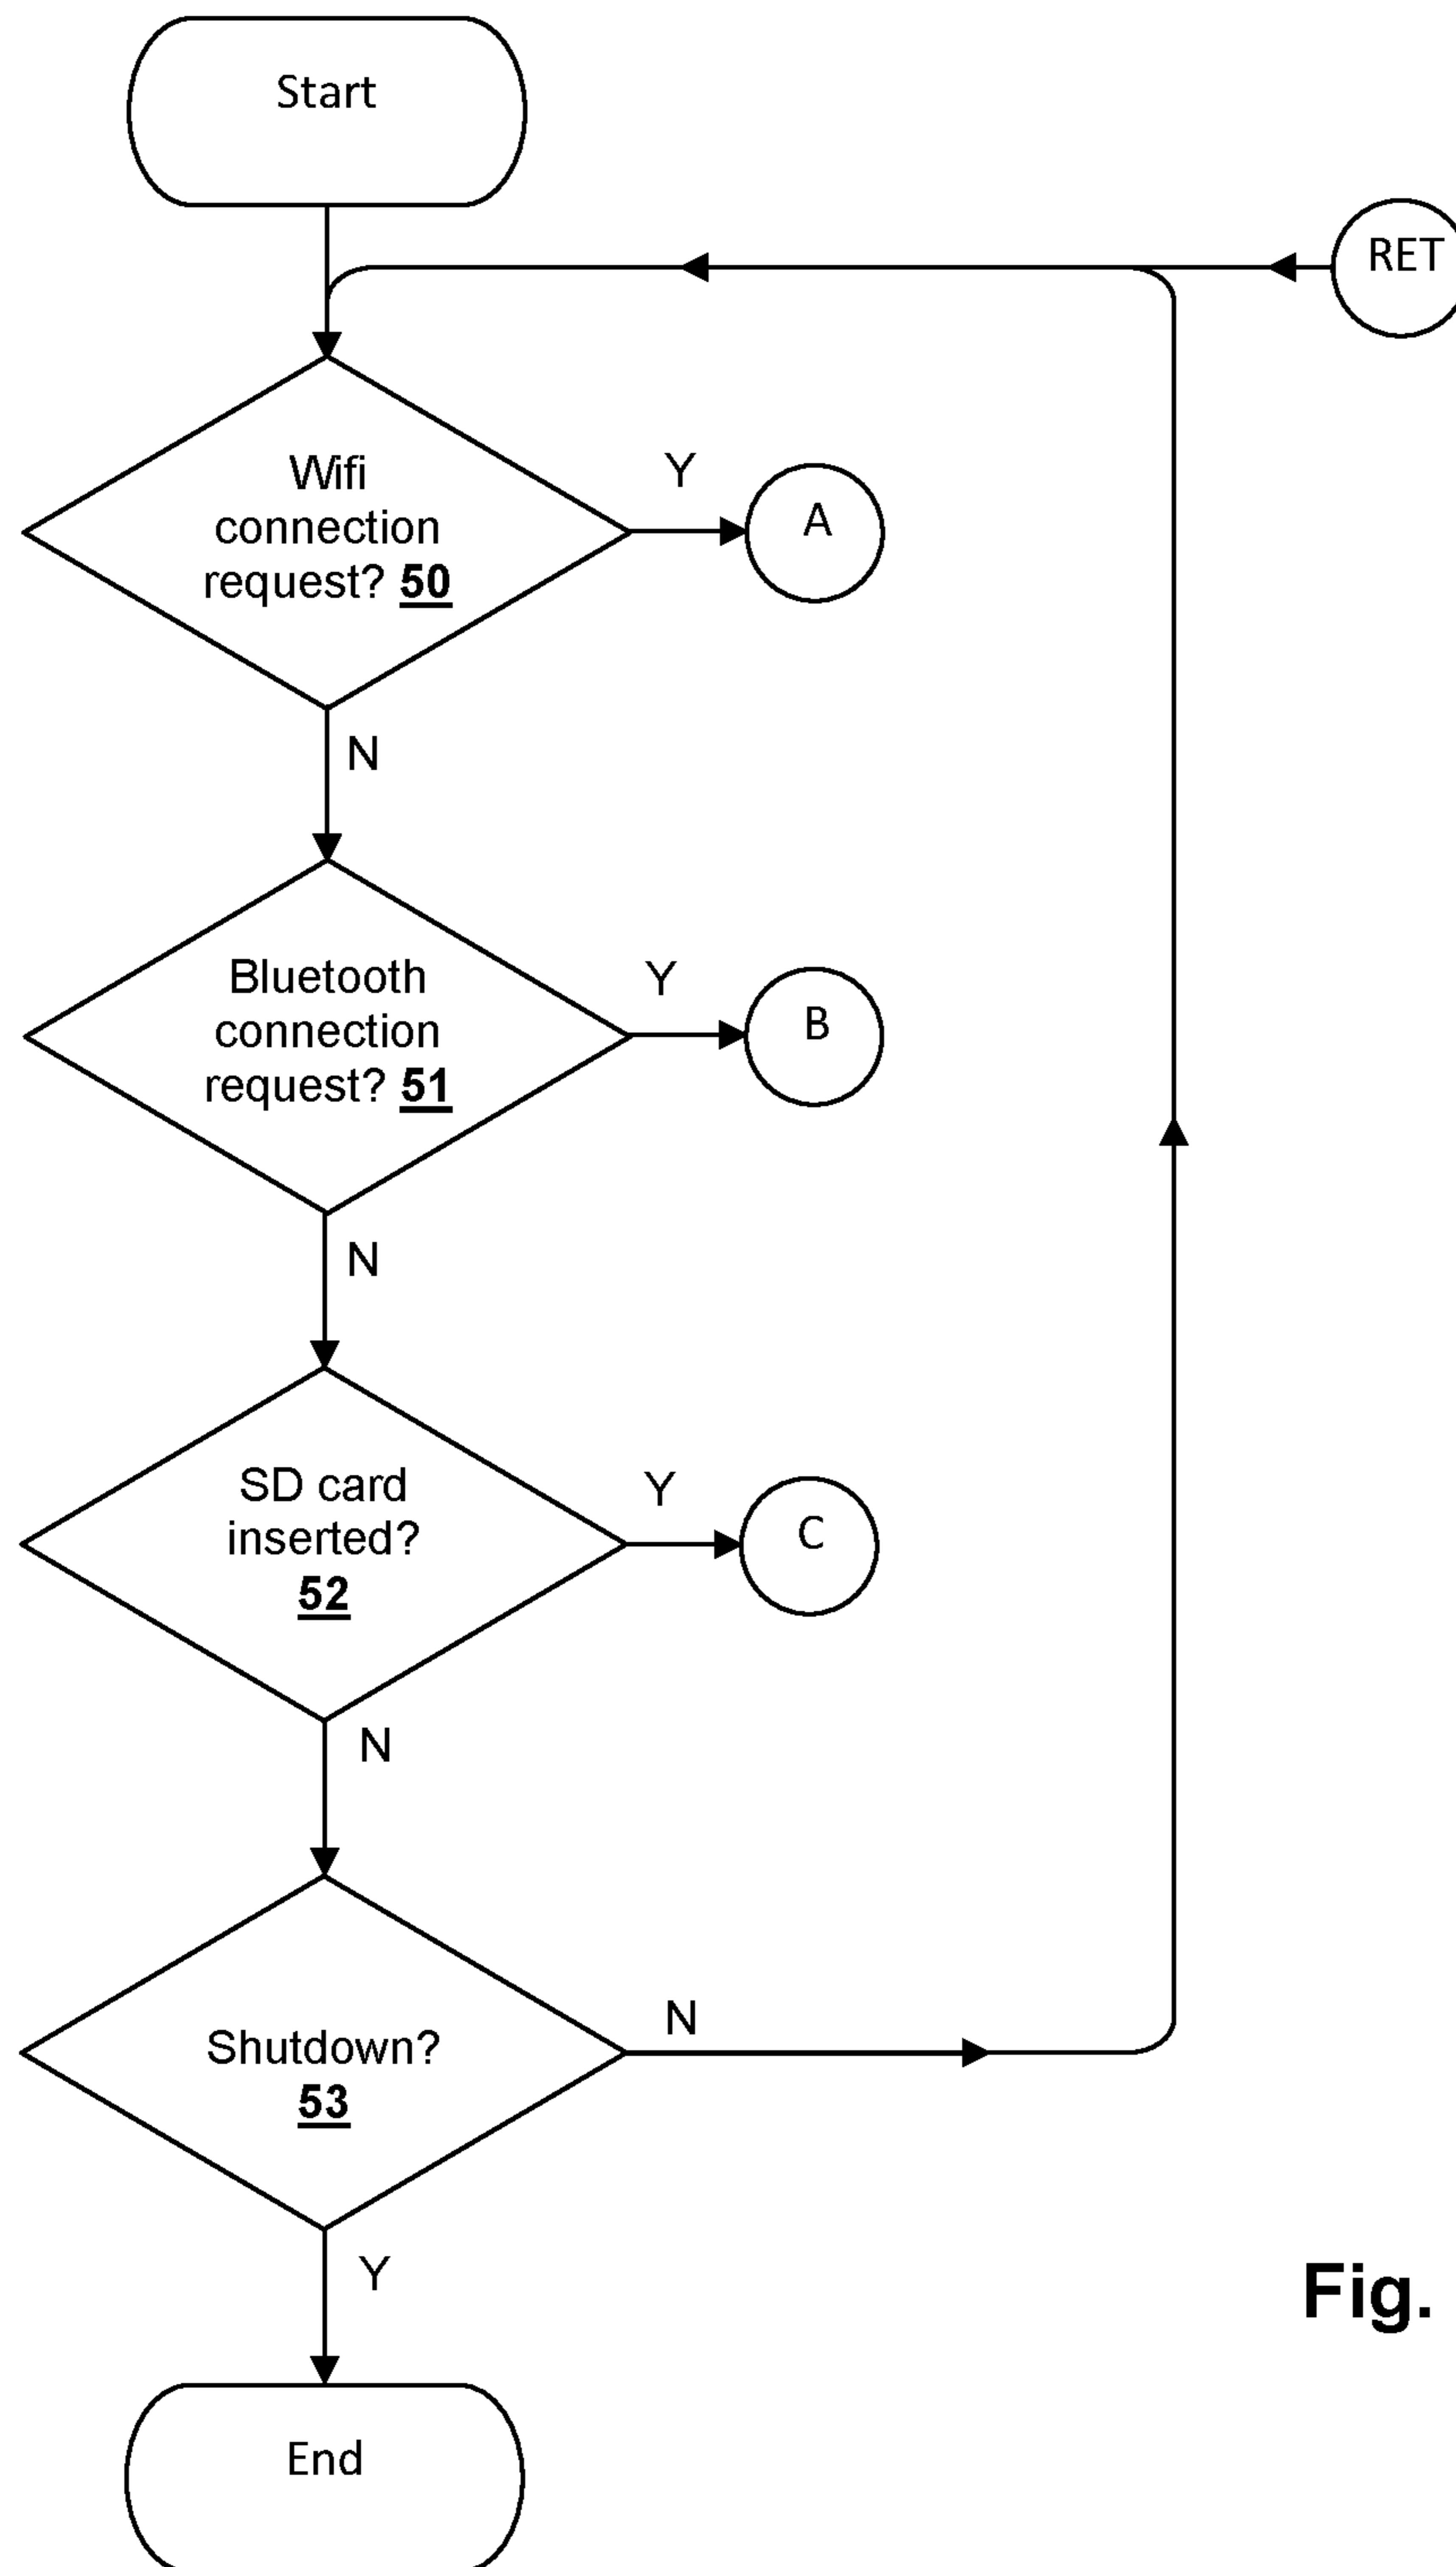 Start
RET
Wifi
connection
request? 50
Y
A
N
Bluetooth
connection
request? 51
Y
B
N
SD card
inserted?
52
Y
C
N
Shutdown?
53
N
Y
Fig.
End